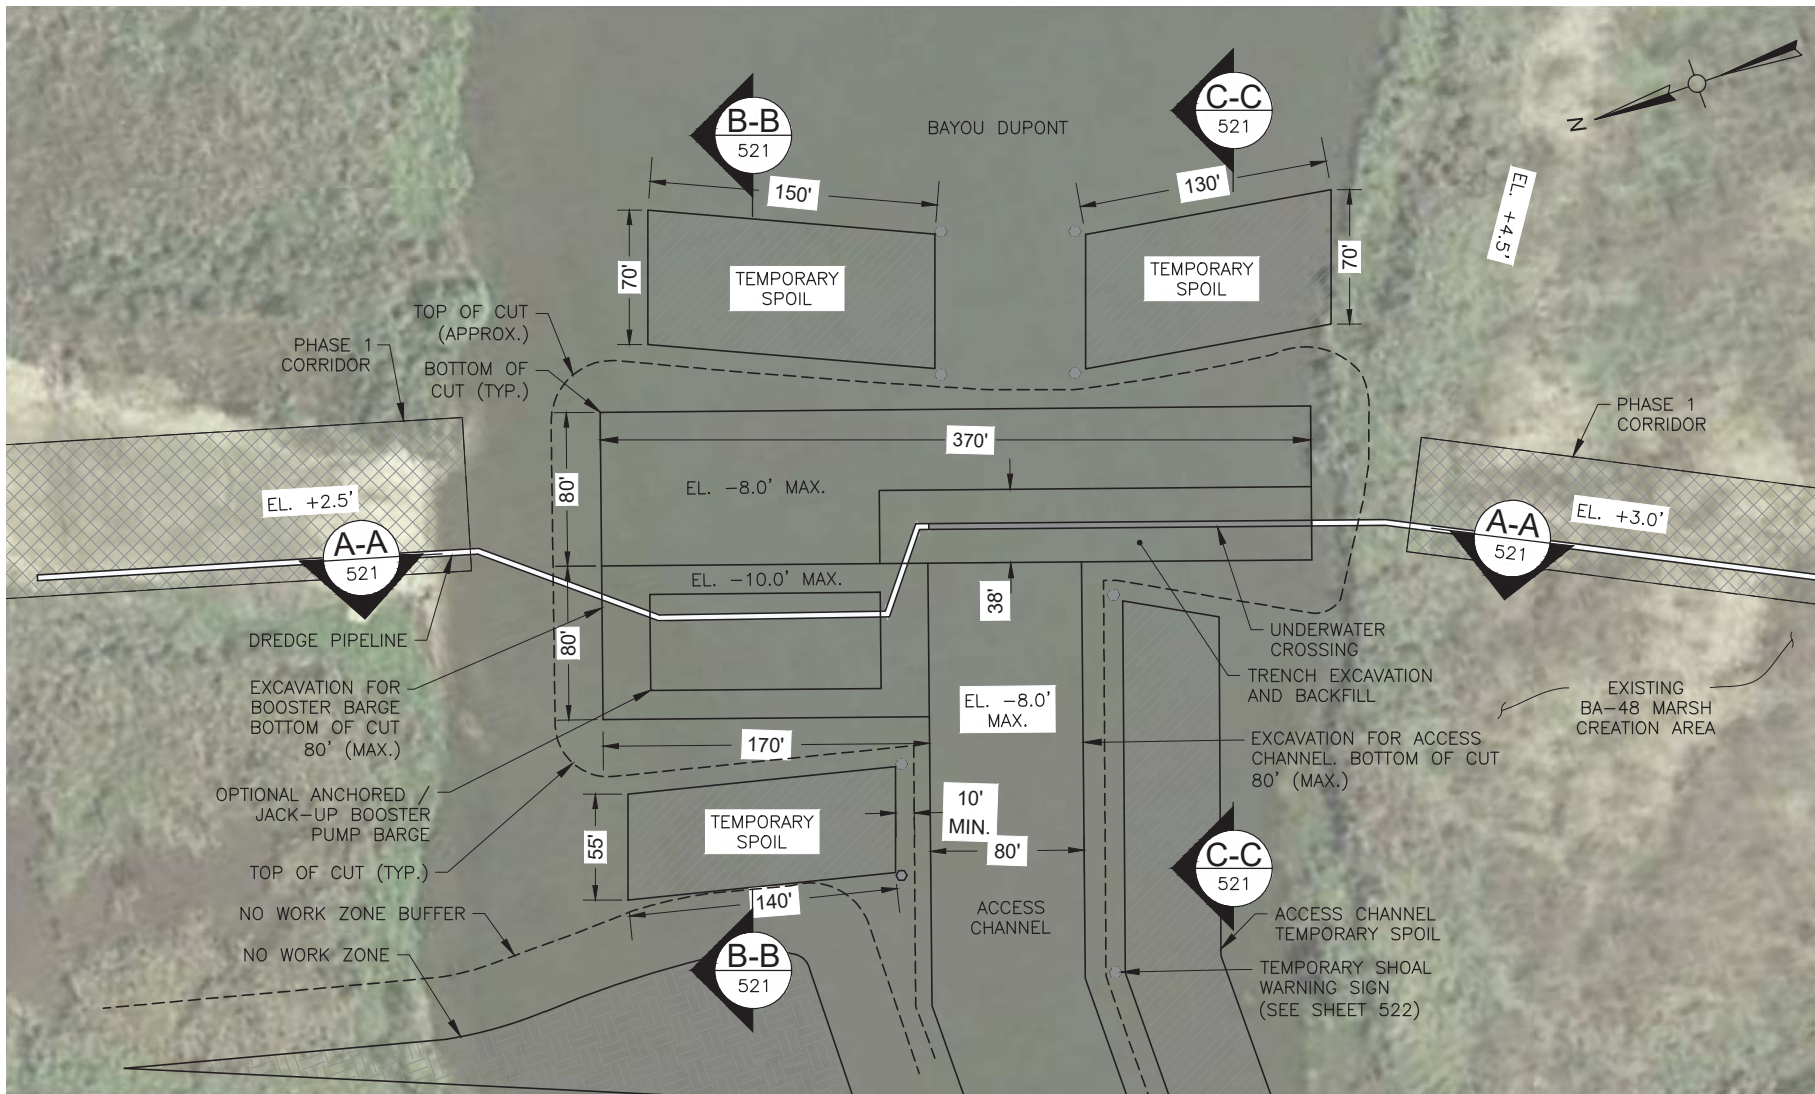 B-B
521
C-C
521
BAYOU DUPONT
N
150'
130'
EL. +4.5'
70'
TEMPORARY
SPOIL
TEMPORARY
SPOIL
70'
TOP OF CUT
(APPROX.)
PHASE 1
CORRIDOR
BOTTOM OF
CUT (TYP.)
PHASE 1
CORRIDOR
370'
80'
EL. -8.0' MAX.
EL. +2.5'
EL. +3.0'
A-A
521
A-A
521
EL. -10.0' MAX.
38'
80'
DREDGE PIPELINE
UNDERWATER
CROSSING
TRENCH EXCAVATION
AND BACKFILL
EXCAVATION FOR
BOOSTER BARGE
BOTTOM OF CUT
80' (MAX.)
EL. -8.0'
MAX.
EXISTING
BA-48 MARSH
CREATION AREA
170'
EXCAVATION FOR ACCESS
CHANNEL. BOTTOM OF CUT
80' (MAX.)
OPTIONAL ANCHORED /
JACK-UP BOOSTER
PUMP BARGE
10'
MIN.
55'
TEMPORARY
SPOIL
80'
C-C
521
TOP OF CUT (TYP.)
140'
NO WORK ZONE BUFFER
ACCESS
CHANNEL
ACCESS CHANNEL
TEMPORARY SPOIL
NO WORK ZONE
B-B
521
TEMPORARY SHOAL
WARNING SIGN
(SEE SHEET 522)